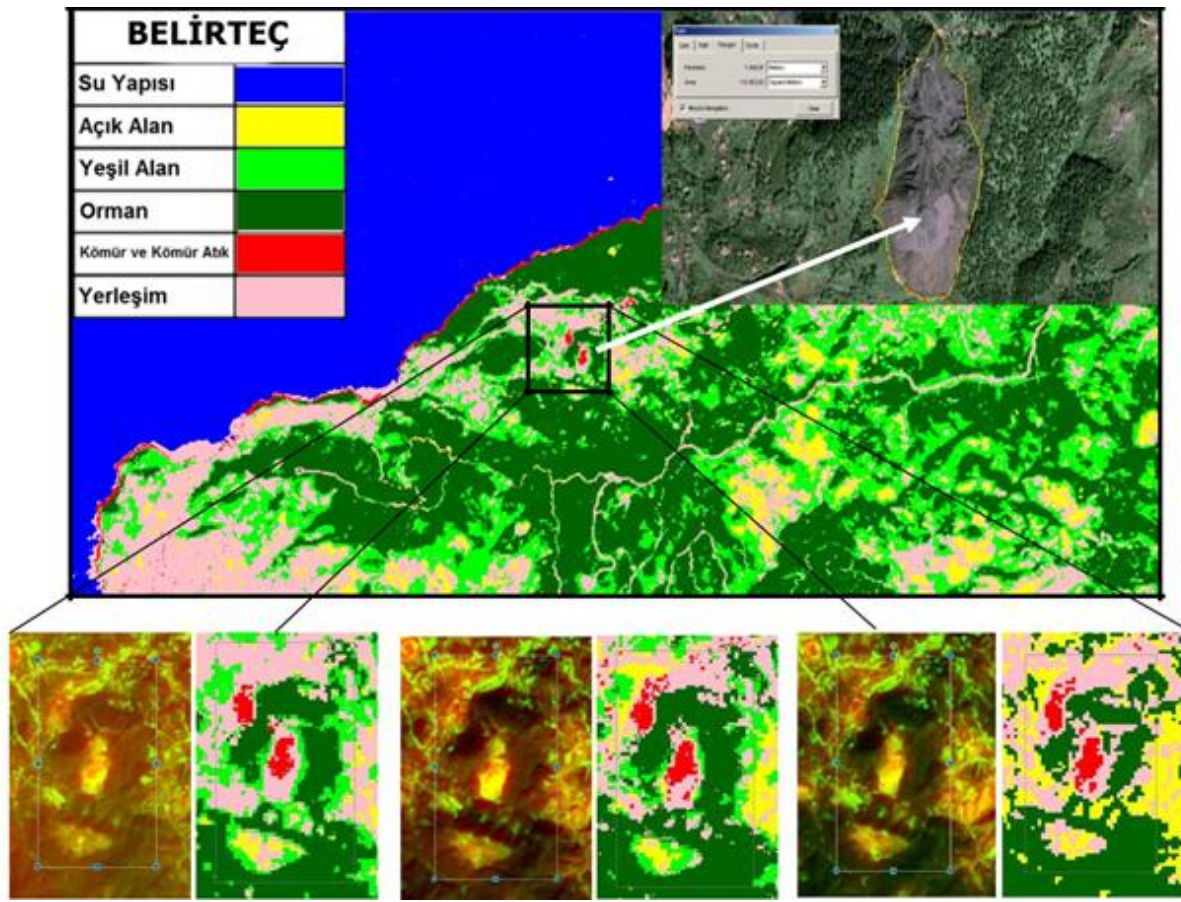 BELİRTEÇ
Su Yapısı
Açık Alan
Yeşil Alan
Orman
Kömür ve Kömür Atık
Yerleşim